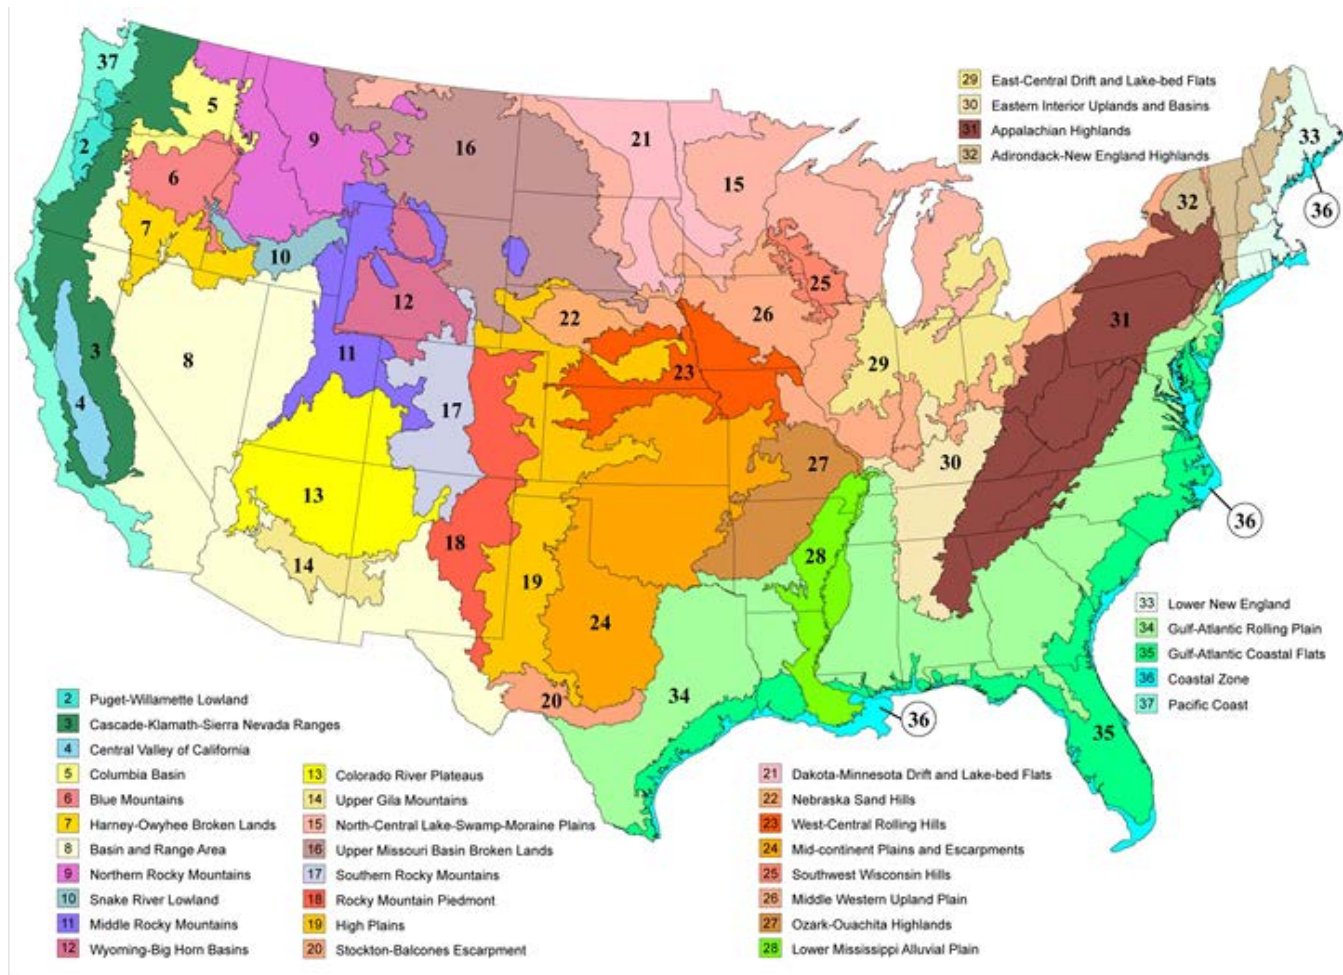 37
5
2
6
7
9
10
16
21
15
12
11
8
3
4
17
22
25
26
23
29
13
14
18
19
24
27
28
30
31
32
33
36
36
36
20
34
35
29 East-Central Drift and Lake-bed Flats
30 Eastern Interior Uplands and Basins
31 Appalachian Highlands
32 Adirondack-New England Highlands
33 Lower New England
34 Gulf-Atlantic Rolling Plain
35 Gulf-Atlantic Coastal Flats
36 Coastal Zone
37 Pacific Coast
2 Puget-Willamette Lowland
3 Cascade-Klamath-Sierra Nevada Ranges
4 Central Valley of California
5 Columbia Basin
6 Blue Mountains
7 Harney-Owyhee Broken Lands
8 Basin and Range Area
9 Northern Rocky Mountains
10 Snake River Lowland
11 Middle Rocky Mountains
12 Wyoming-Big Horn Basins
13 Colorado River Plateaus
14 Upper Gila Mountains
15 North-Central Lake-Swamp-Moraine Plains
16 Upper Missouri Basin Broken Lands
17 Southern Rocky Mountains
18 Rocky Mountain Piedmont
19 High Plains
20 Stockton-Balcones Escarpment
21 Dakota-Minnesota Drift and Lake-bed Flats
22 Nebraska Sand Hills
23 West-Central Rolling Hills
24 Mid-continent Plains and Escarpments
25 Southwest Wisconsin Hills
26 Middle Western Upland Plain
27 Ozark-Ouachita Highlands
28 Lower Mississippi Alluvial Plain